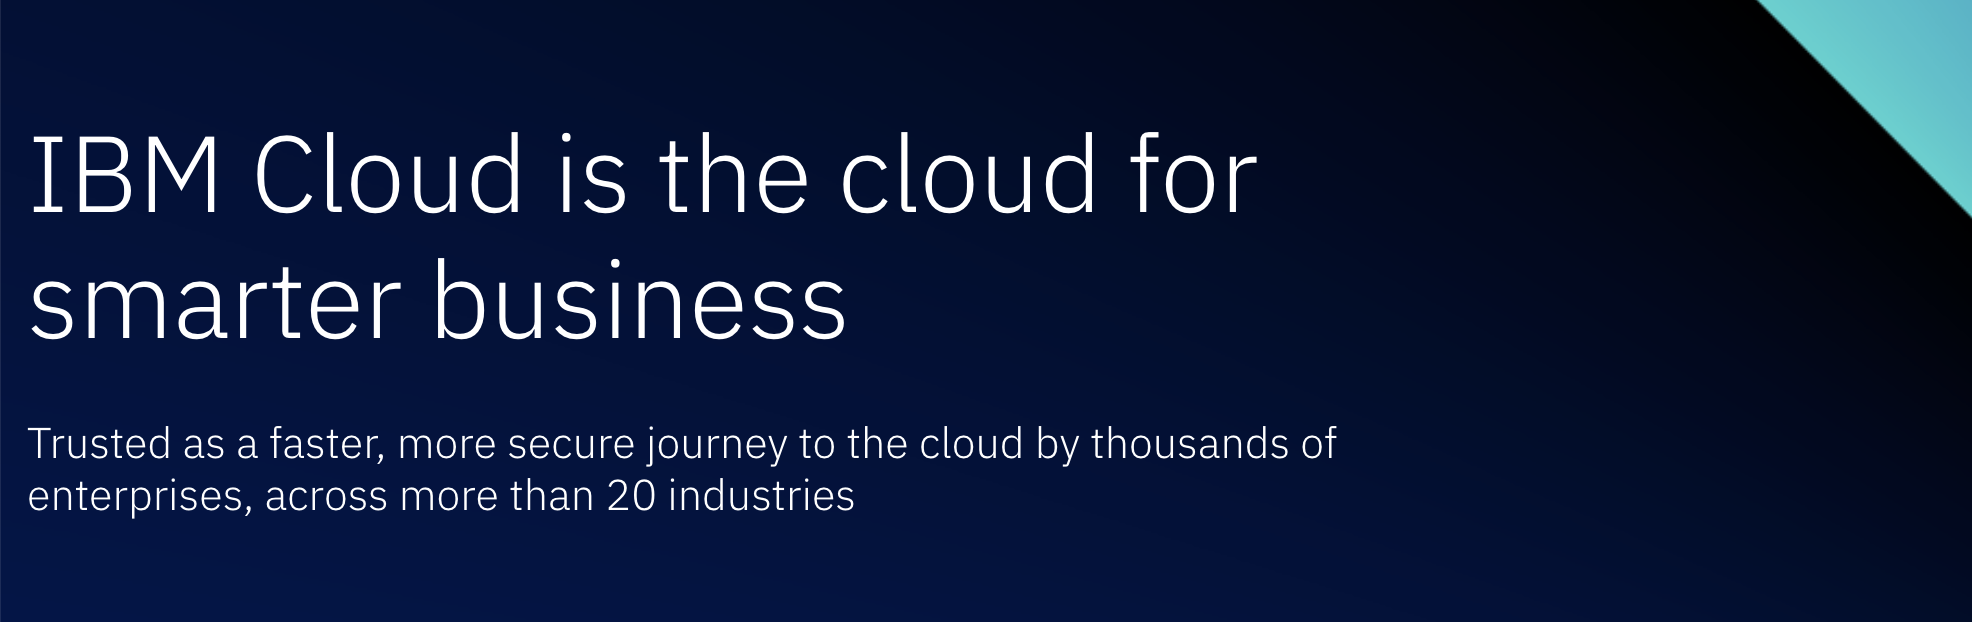 IBM Cloud is the cloud for
smarter business
Trusted as a faster, more secure journey to the cloud by thousands of
enterprises, across more than 20 industries